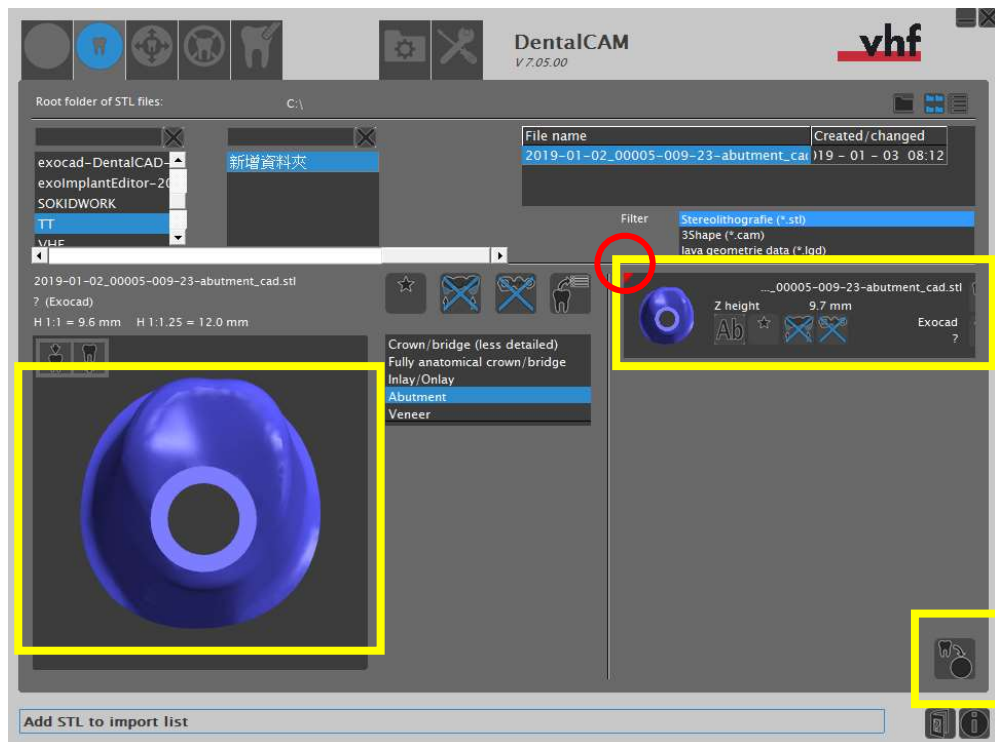 DentalCAM
V 7.05.00
vhf
Root folder of STL files: C:\
File name Created/changed
2019-01-02_00005-009-23-abutment_ca 019 - 01 - 03 08:12
exocad-DentalCAD-
exoImplantEditor-20
SOKIDWORK
TT
VHF
新增資料夾
Filter
Stereolithografie (*.stl)
3Shape (*.cam)
lava geometrie data (*.lgd)
2019-01-02_00005-009-23-abutment_cad.stl
? (Exocad)
H 1:1 = 9.6 mm H 1:1.25 = 12.0 mm
Crown/bridge (less detailed)
Fully anatomical crown/bridge
Inlay/Onlay
Abutment
Veneer
..._00005-009-23-abutment_cad.stl
Z height 9.7 mm
Ab
Exocad
?
Add STL to import list